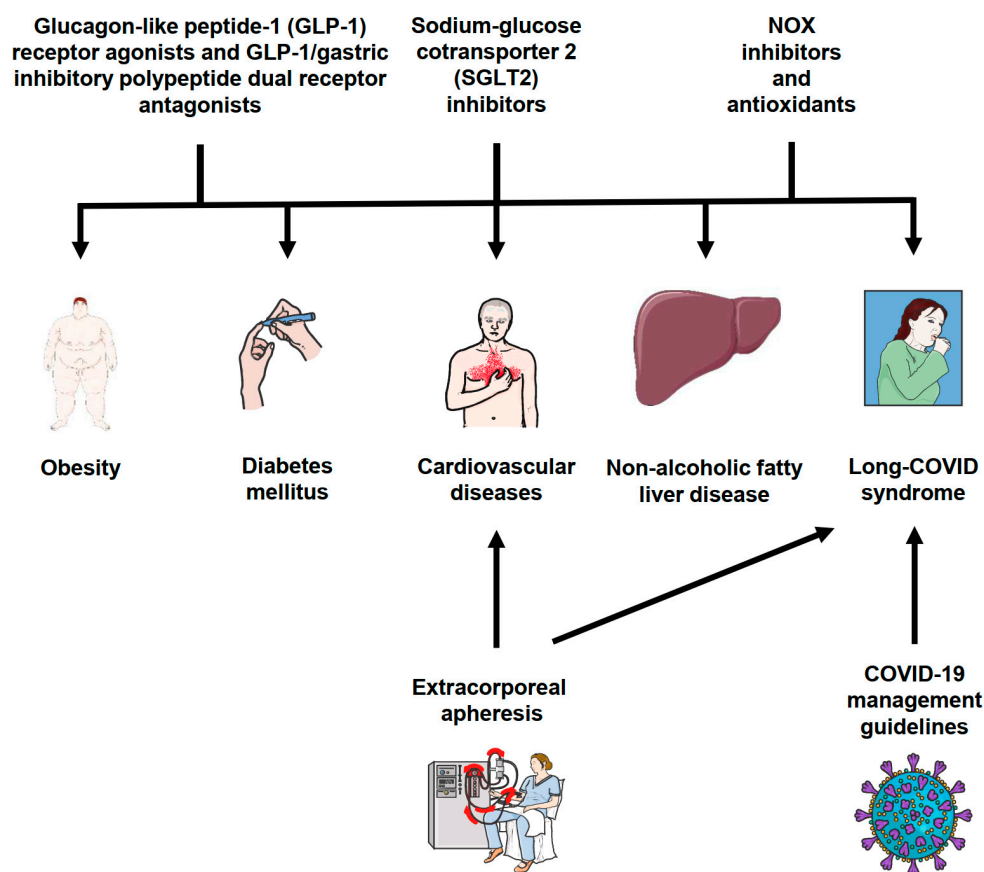 Glucagon-like peptide-1 (GLP-1)
receptor agonists and GLP-1/gastric
inhibitory polypeptide dual receptor
antagonists
Sodium-glucose
cotransporter 2
(SGLT2)
inhibitors
NOX
inhibitors
and
antioxidants
Obesity
Diabetes
mellitus
Cardiovascular
diseases
Non-alcoholic fatty
liver disease
Long-COVID
syndrome
Extracorporeal
apheresis
COVID-19
management
guidelines